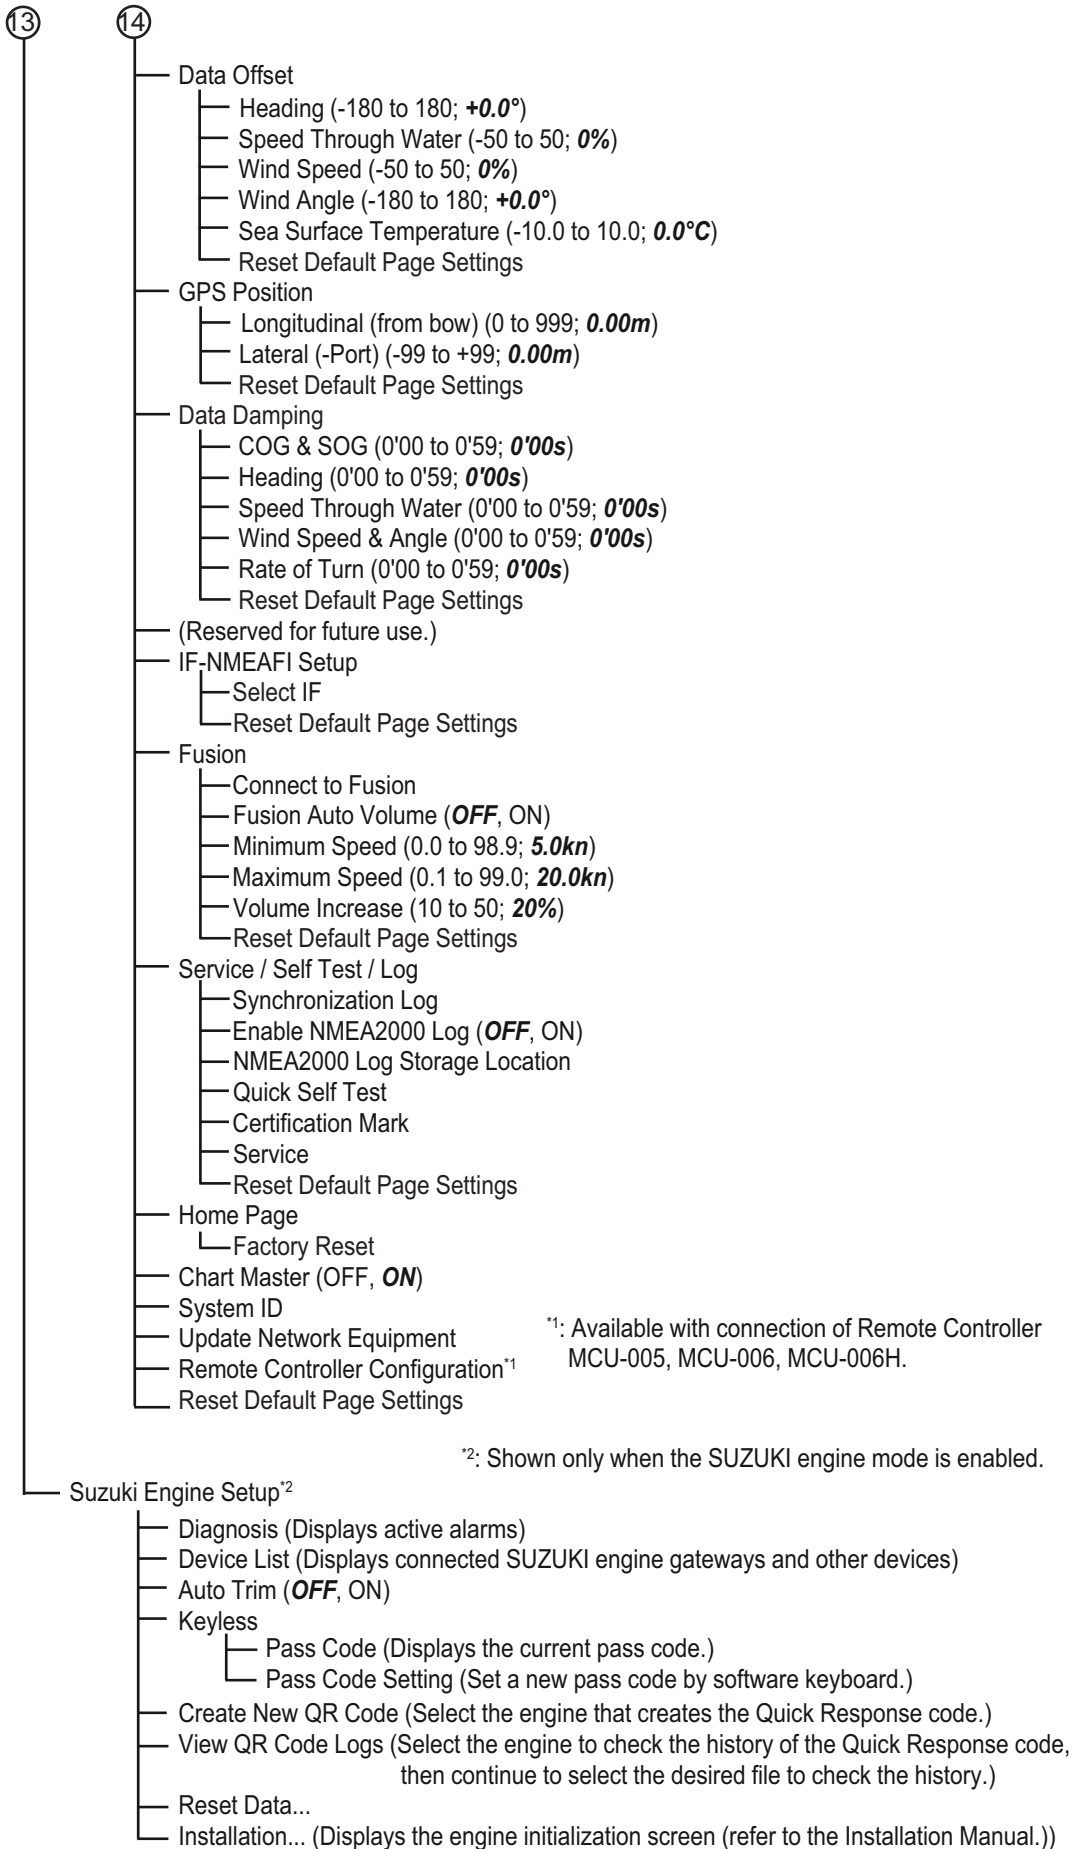 13 14
Data Offset
Heading (-180 to 180; +0.0°)
Speed Through Water (-50 to 50; 0%)
Wind Speed (-50 to 50; 0%)
Wind Angle (-180 to 180; +0.0°)
Sea Surface Temperature (-10.0 to 10.0; 0.0°C)
Reset Default Page Settings
GPS Position
Longitudinal (from bow) (0 to 999; 0.00m)
Lateral (-Port) (-99 to +99; 0.00m)
Reset Default Page Settings
Data Damping
COG & SOG (0'00 to 0'59; 0'00s)
Heading (0'00 to 0'59; 0'00s)
Speed Through Water (0'00 to 0'59; 0'00s)
Wind Speed & Angle (0'00 to 0'59; 0'00s)
Rate of Turn (0'00 to 0'59; 0'00s)
Reset Default Page Settings
(Reserved for future use.)
IF-NMEAFI Setup
Select IF
Reset Default Page Settings
Fusion
Connect to Fusion
Fusion Auto Volume (OFF, ON)
Minimum Speed (0.0 to 98.9; 5.0kn)
Maximum Speed (0.1 to 99.0; 20.0kn)
Volume Increase (10 to 50; 20%)
Reset Default Page Settings
Service / Self Test / Log
Synchronization Log
Enable NMEA2000 Log (OFF, ON)
NMEA2000 Log Storage Location
Quick Self Test
Certification Mark
Service
Reset Default Page Settings
Home Page
Factory Reset
Chart Master (OFF, ON)
System ID
Update Network Equipment
Remote Controller Configuration*1
Reset Default Page Settings
*1: Available with connection of Remote Controller
MCU-005, MCU-006, MCU-006H.
*2: Shown only when the SUZUKI engine mode is enabled.
Suzuki Engine Setup*2
Diagnosis (Displays active alarms)
Device List (Displays connected SUZUKI engine gateways and other devices)
Auto Trim (OFF, ON)
Keyless
Pass Code (Displays the current pass code.)
Pass Code Setting (Set a new pass code by software keyboard.)
Create New QR Code (Select the engine that creates the Quick Response code.)
View QR Code Logs (Select the engine to check the history of the Quick Response code,
then continue to select the desired file to check the history.)
Reset Data...
Installation... (Displays the engine initialization screen (refer to the Installation Manual.))